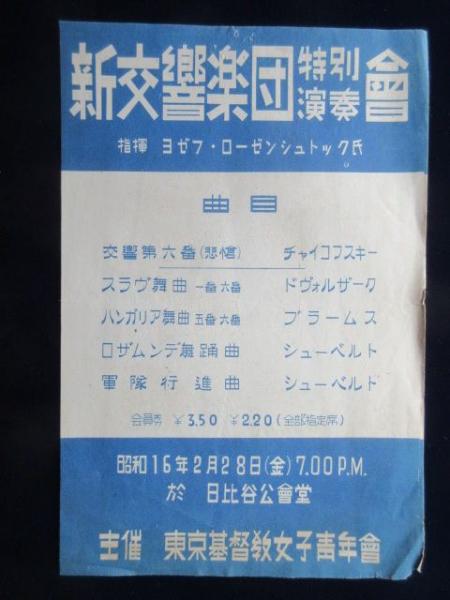 新交響楽団 特別演奏會
指揮 ヨゼフ・ローゼンシュトック氏
曲目
交響第六番(悲愴) チャイコフスキー
スラヴ舞曲 一番 六番 ドヴォルザーク
ハンガリア舞曲 五番 六番 ブラームス
ロザムンデ舞踊曲 シューベルト
軍隊行進曲 シューベルト
会員券 ¥3.50 ¥2.20(全部指定席)
昭和16年2月28日(金)7.00P.M.
於 日比谷公會堂
主催 東京基督敎女子青年會